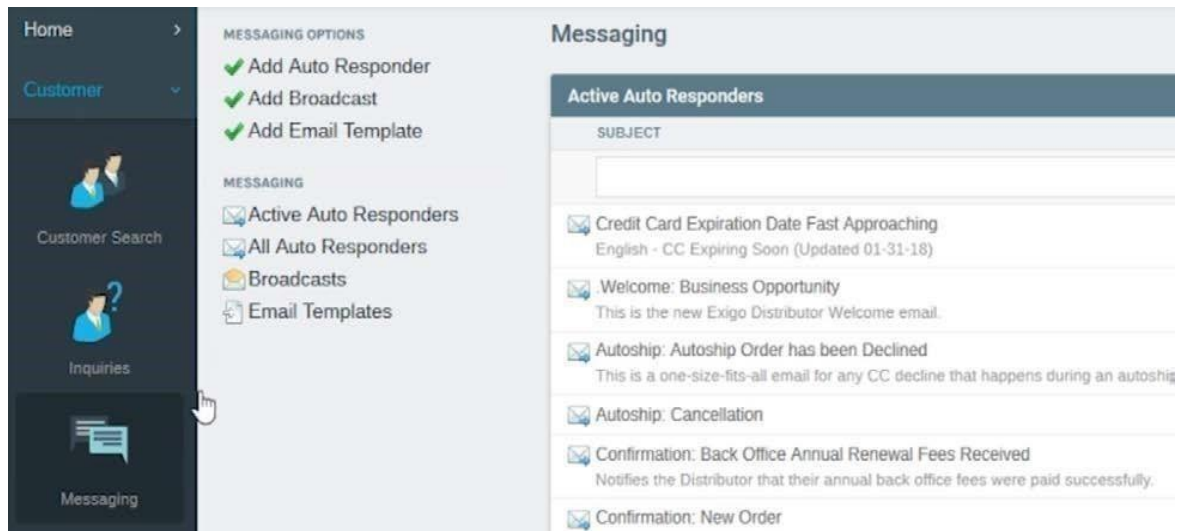 Home
Customer
Customer Search
Inquiries
Messaging
MESSAGING OPTIONS
Add Auto Responder
Add Broadcast
Add Email Template
MESSAGING
Active Auto Responders
All Auto Responders
Broadcasts
Email Templates
Messaging
Active Auto Responders
SUBJECT
Credit Card Expiration Date Fast Approaching
English - CC Expiring Soon (Updated 01-31-18)
.Welcome: Business Opportunity
This is the new Exigo Distributor Welcome email.
Autoship: Autoship Order has been Declined
This is a one-size-fits-all email for any CC decline that happens during an autoship
Autoship: Cancellation
Confirmation: Back Office Annual Renewal Fees Received
Notifies the Distributor that their annual back office fees were paid successfully.
Confirmation: New Order